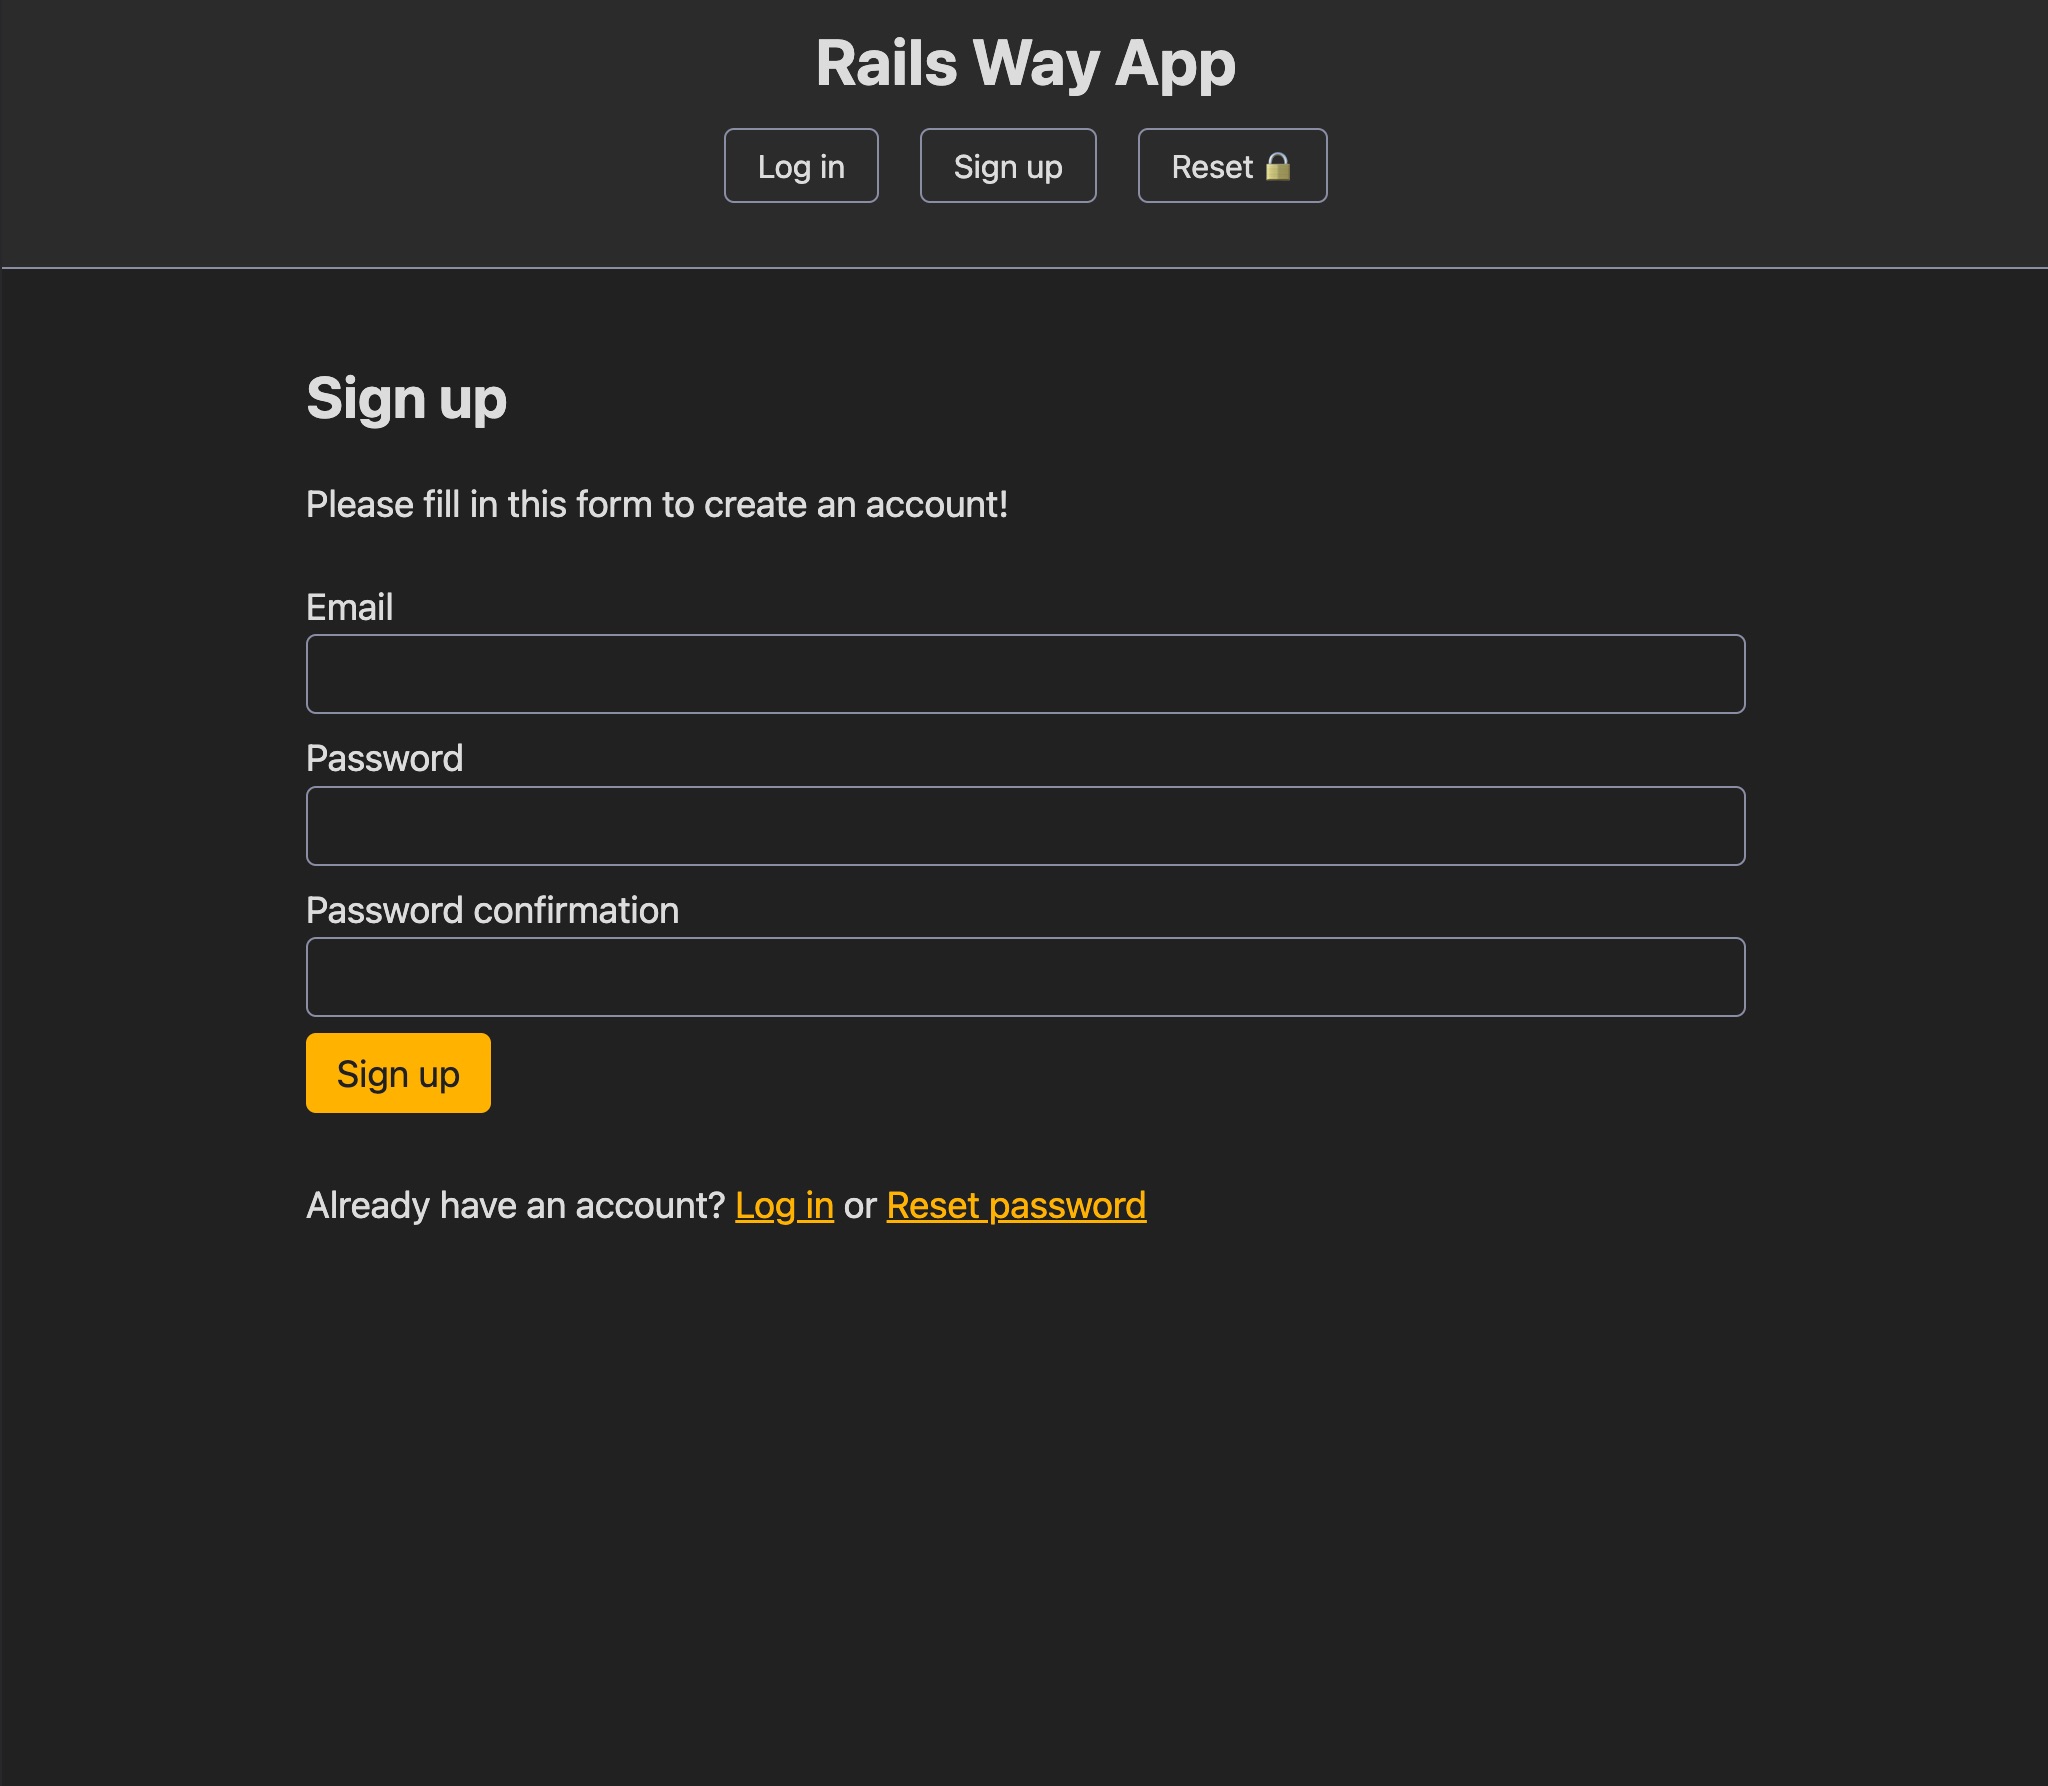 Rails Way App
Log in Sign up Reset 🔒
Sign up
Please fill in this form to create an account!
Email
Password
Password confirmation
Sign up
Already have an account? Log in or Reset password